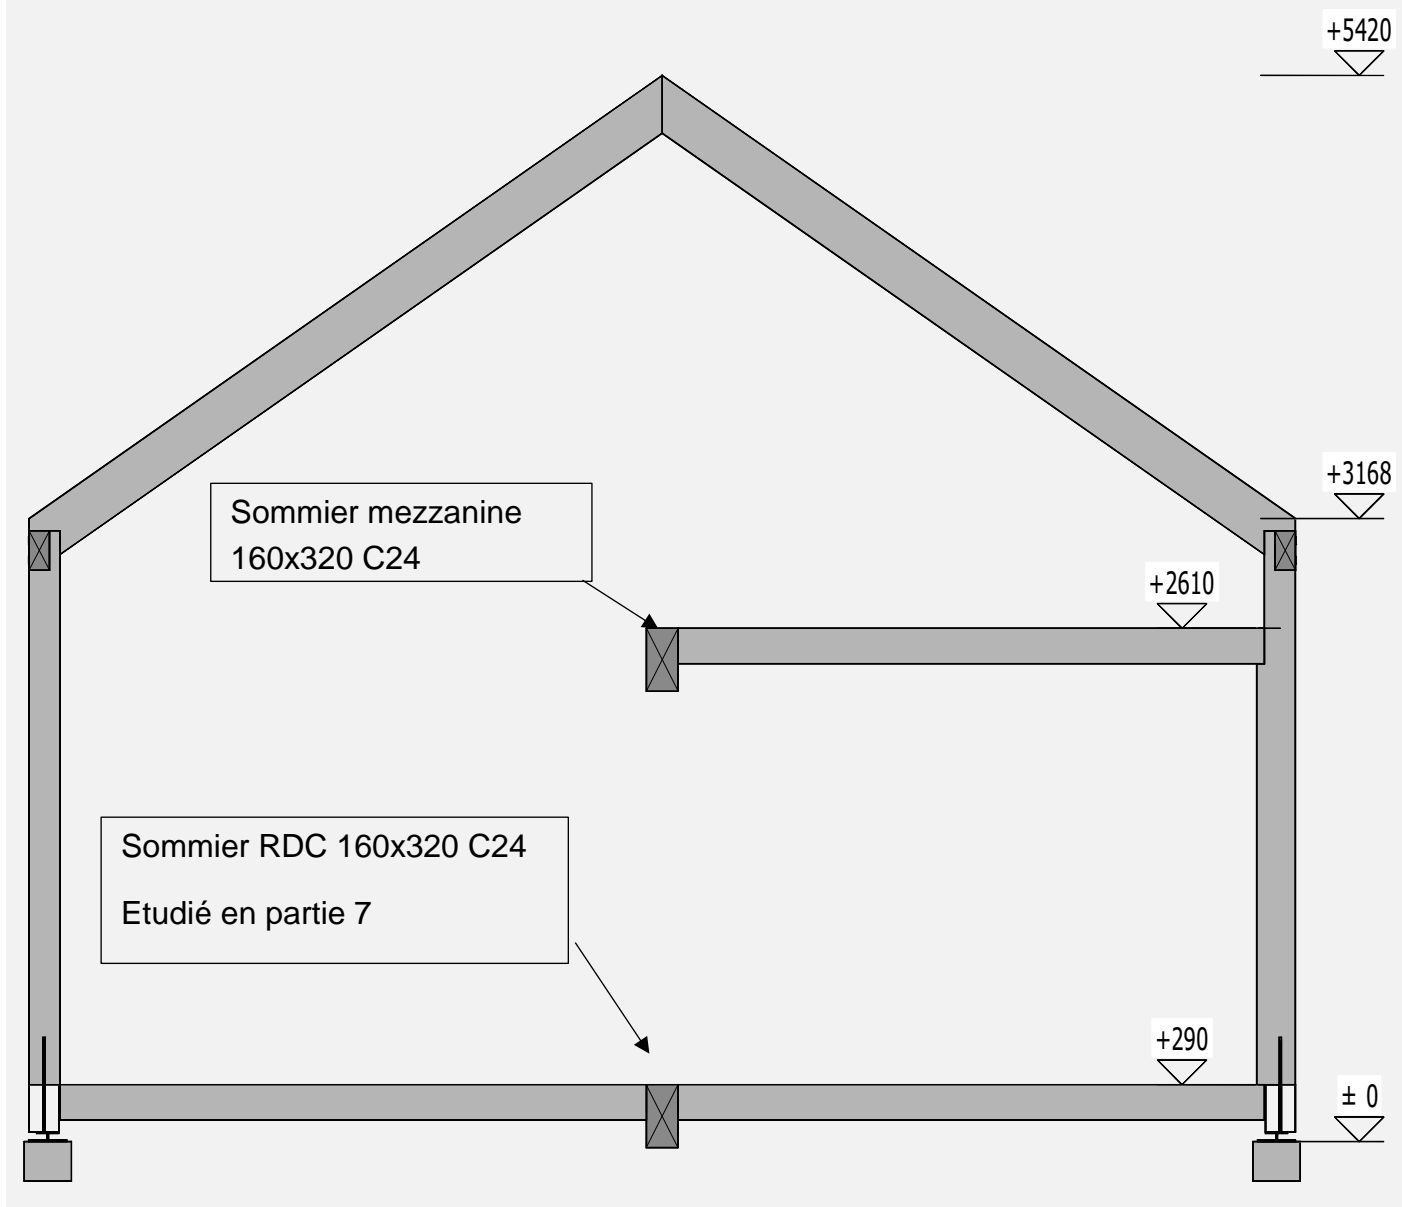 +5420
+3168
Sommier mezzanine
160x320 C24
+2610
Sommier RDC 160x320 C24
Etudié en partie 7
+290
± 0